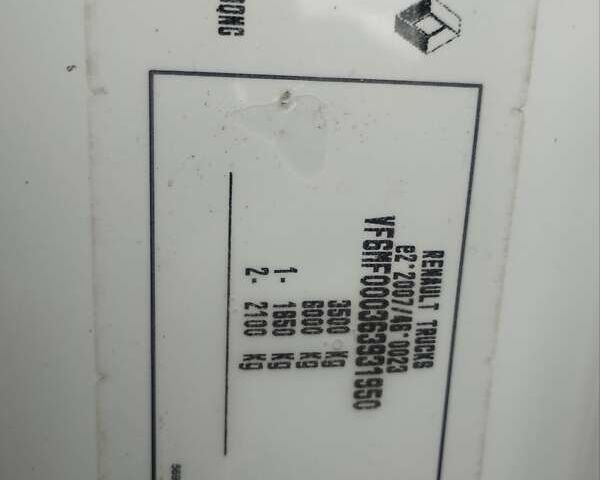 RENAULT TRUCKS
e2*2007/46*0023
VF6MF000363931950
3500 Kg
6000 Kg
1- 1850 Kg
2- 2100 Kg